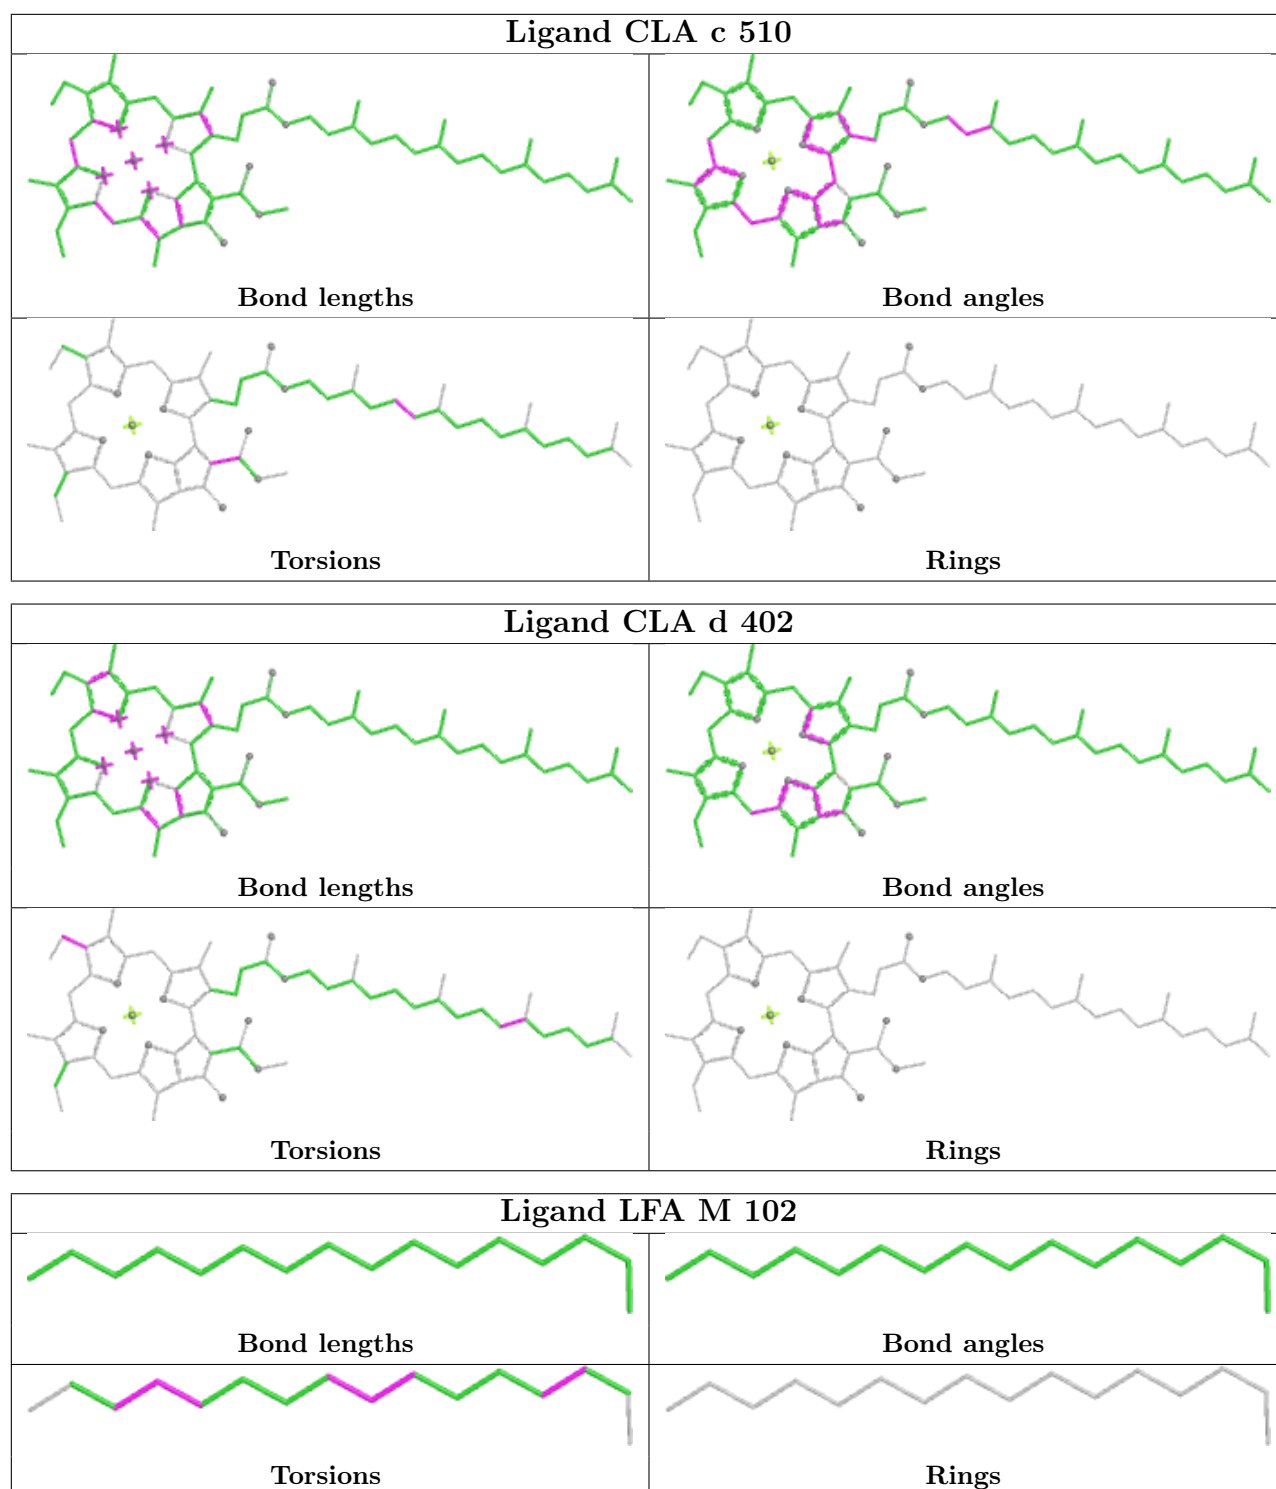 Ligand CLA c 510
Bond lengths
Bond angles
Torsions
Rings
Ligand CLA d 402
Bond lengths
Bond angles
Torsions
Rings
Ligand LFA M 102
Bond lengths
Bond angles
Torsions
Rings